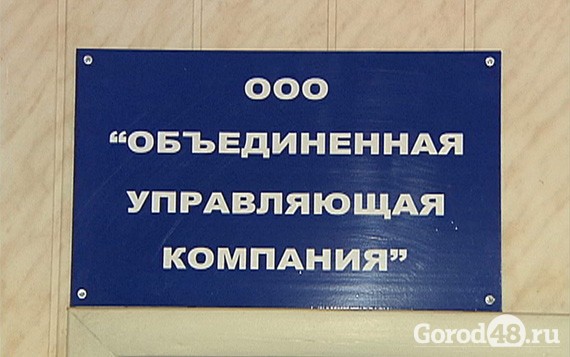 ООО
“ОБЪЕДИНЕННАЯ
УПРАВЛЯЮЩАЯ
КОМПАНИЯ”
Gorod48.ru